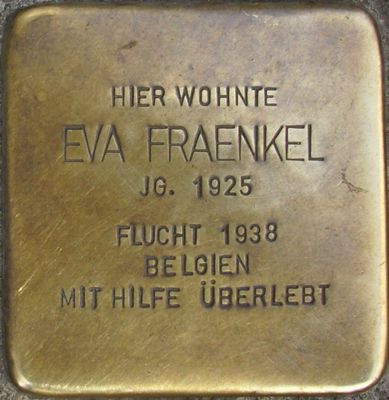 HIER WOHNTE
EVA FRAENKEL
JG. 1925
FLUCHT 1938
BELGIEN
MIT HILFE ÜBERLEBT